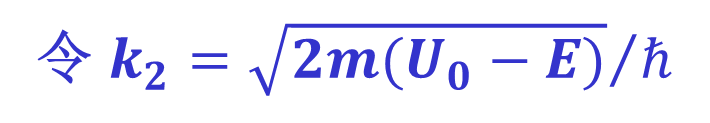 令 k₂ = √2m(U₀ − E)/ħ